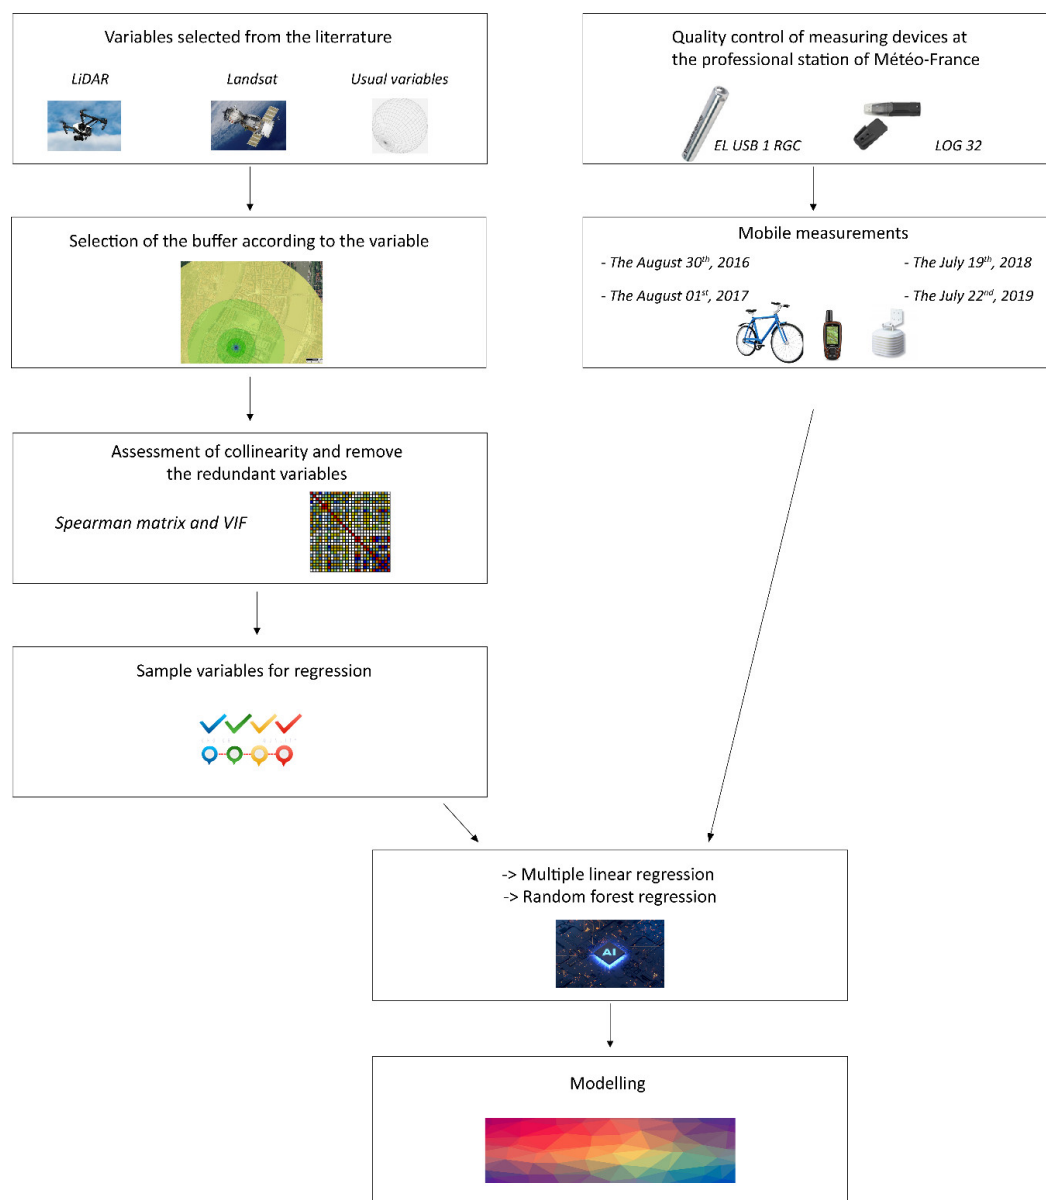 Variables selected from the literrature
LiDAR
Landsat
Usual variables
Quality control of measuring devices at
the professional station of Météo-France
EL USB 1 RGC
LOG 32
Selection of the buffer according to the variable
Mobile measurements
- The August 30th, 2016
- The July 19th, 2018
- The August 01st, 2017
- The July 22nd, 2019
Assessment of collinearity and remove
the redundant variables
Spearman matrix and VIF
Sample variables for regression
-> Multiple linear regression
-> Random forest regression
AI
Modelling